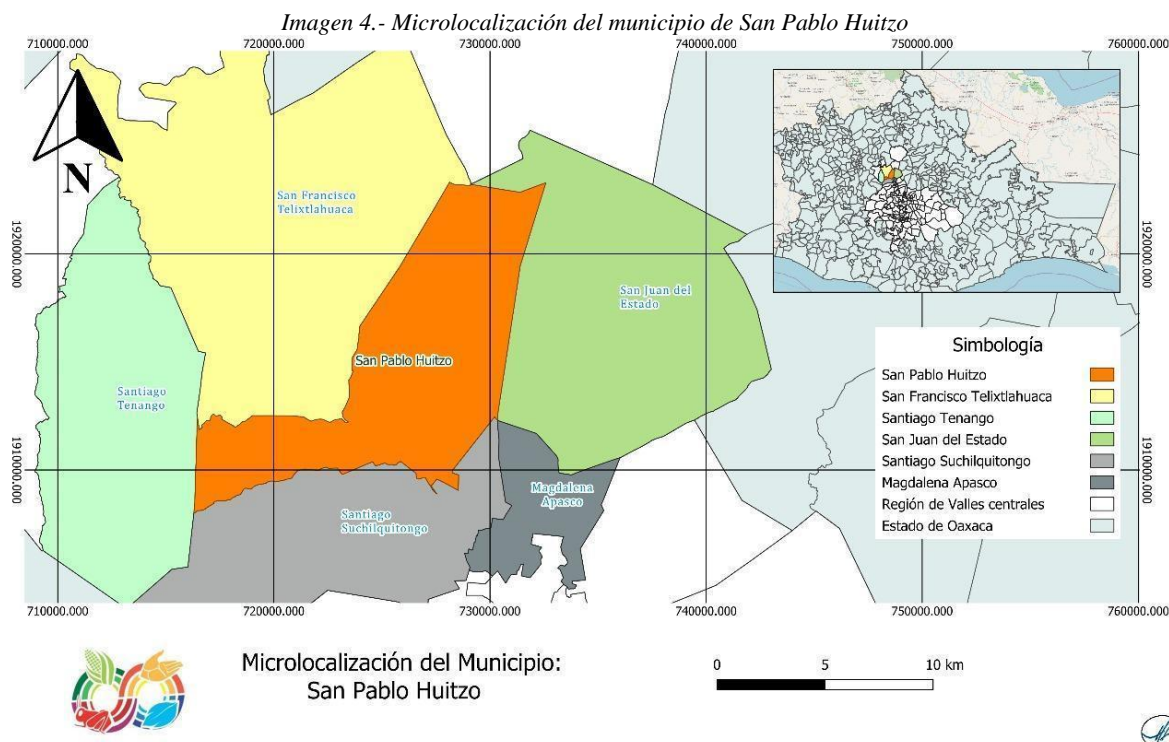 Imagen 4.- Microlocalización del municipio de San Pablo Huitzo
710000.000 720000.000 730000.000 740000.000 750000.000 760000.000
N
San Francisco
Telixtlahuaca
1920000.000 1920000.000
San Juan del
Estado
San Pablo Huitzo
Santiago
Tenango
Simbología
San Pablo Huitzo
San Francisco Telixtlahuaca
Santiago Tenango
San Juan del Estado
Santiago Suchilquitongo
Magdalena Apasco
Región de Valles centrales
Estado de Oaxaca
1910000.000 1910000.000
Magdalena
Apasco
Santiago
Suchilquitongo
710000.000 720000.000 730000.000 740000.000 750000.000 760000.000
Microlocalización del Municipio:
San Pablo Huitzo
0 5 10 km